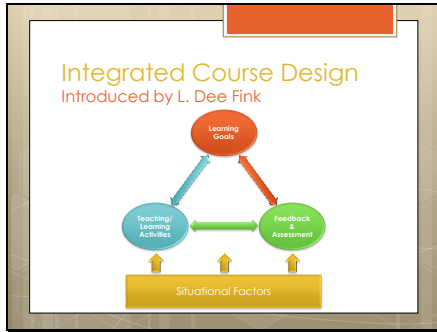 Integrated Course Design
Introduced by L. Dee Fink
Learning
Goals
Teaching/
Learning
Activities
Feedback
&
Assessment
Situational Factors